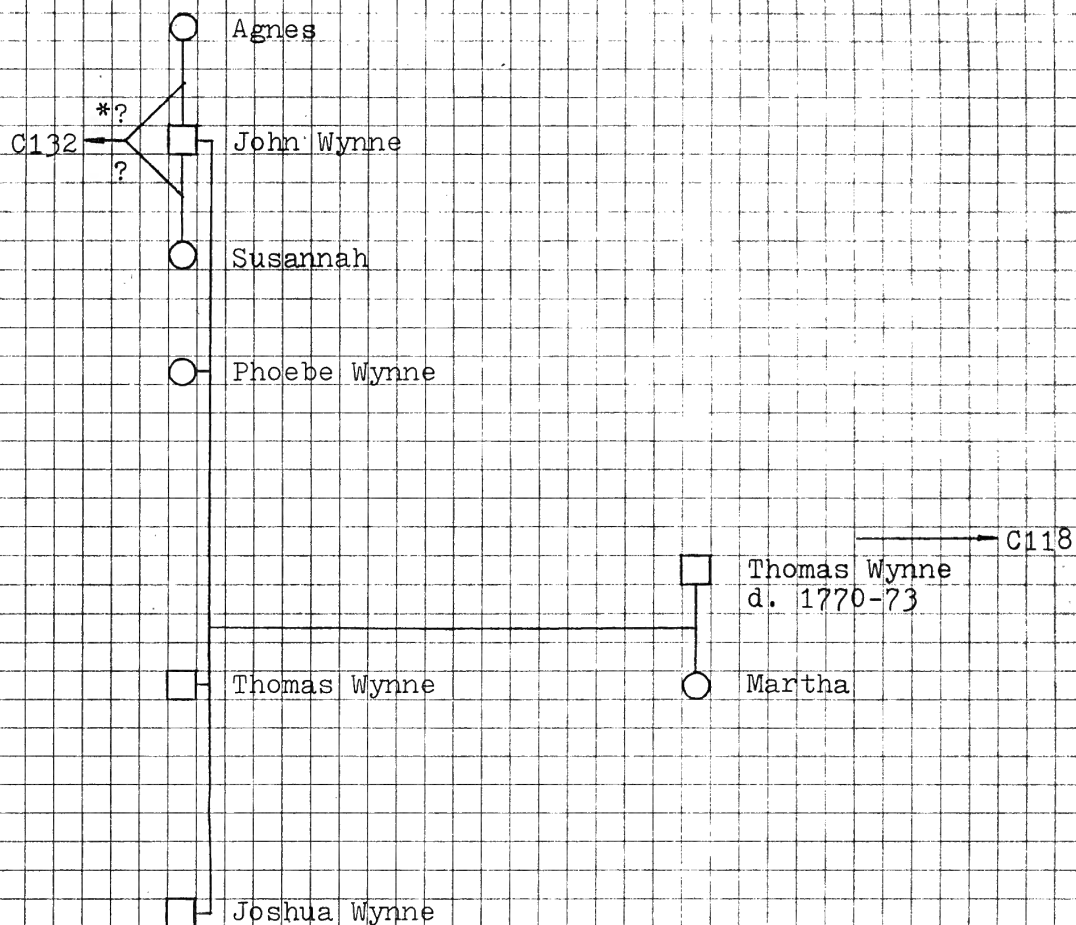 Agnes
*?
C132
John Wynne
?
Susannah
Phoebe Wynne
C118
Thomas Wynne
d. 1770-73
Thomas Wynne
Martha
Joshua Wynne